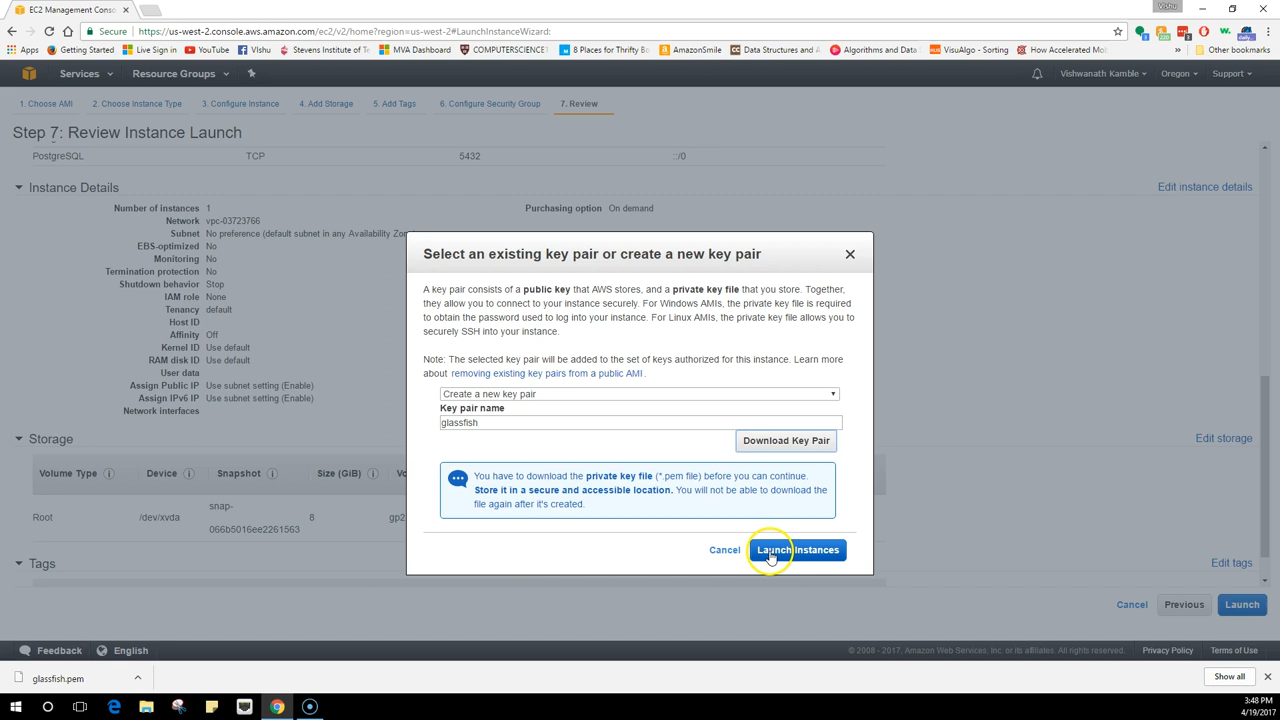 EC2 Management Conso
Vishu
Secure
https://us-west-2.console.aws.amazon.com/ec2/v2/home?region=us-west-2#LaunchInstanceWizard:
Apps
Getting Started
Live Sign in
YouTube
VIshu
Stevens Institute of Te
MVA Dashboard
COMPUTERSCIENCE
8 Places for Thrifty Bo
AmazonSmile
Data Structures and A
Algorithms and Data
VisuAlgo - Sorting
How Accelerated Mob
Other bookmarks
Services
Resource Groups
Vishwanath Kamble
Oregon
Support
1. Choose AMI
2. Choose Instance Type
3. Configure Instance
4. Add Storage
5. Add Tags
6. Configure Security Group
7. Review
Step 7: Review Instance Launch
PostgreSQL TCP 5432 ::/0
Instance Details
Edit instance details
Number of instances 1
Purchasing option On demand
Network vpc-03723766
Subnet No preference (default subnet in any Availability Zon
EBS-optimized No
Monitoring No
Termination protection No
Shutdown behavior Stop
IAM role None
Tenancy default
Host ID
Affinity Off
Kernel ID Use default
RAM disk ID Use default
User data
Assign Public IP Use subnet setting (Enable)
Assign IPv6 IP Use subnet setting (Enable)
Network interfaces
Storage
Edit storage
Volume Type Device Snapshot Size (GiB) Vo
Root /dev/xvda snap-066b5016ee2261563 8 gp2
Tags
Edit tags
Select an existing key pair or create a new key pair
A key pair consists of a public key that AWS stores, and a private key file that you store. Together,
they allow you to connect to your instance securely. For Windows AMIs, the private key file is required
to obtain the password used to log into your instance. For Linux AMIs, the private key file allows you to
securely SSH into your instance.
Note: The selected key pair will be added to the set of keys authorized for this instance. Learn more
about removing existing key pairs from a public AMI.
Create a new key pair
Key pair name
glassfish
Download Key Pair
You have to download the private key file (*.pem file) before you can continue.
Store it in a secure and accessible location. You will not be able to download the
file again after it's created.
Cancel
Launch Instances
Cancel
Previous
Launch
Feedback
English
© 2008 - 2017, Amazon Web Services, Inc. or its affiliates. All rights reserved.
Privacy Policy
Terms of Use
glassfish.pem
Show all
3:48 PM
4/19/2017